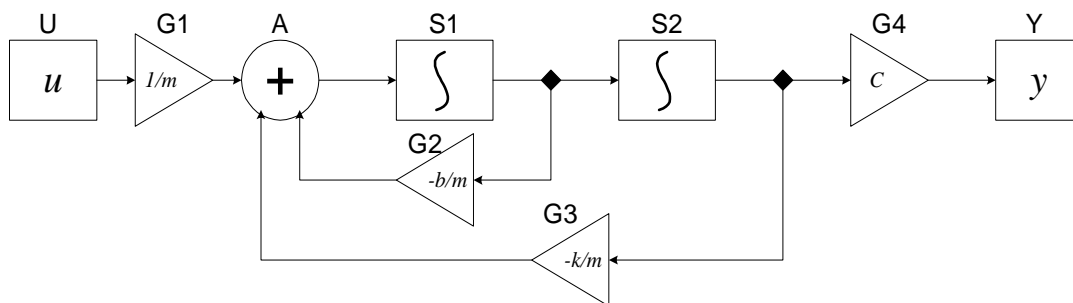 U G1 A S1 S2 G4 Y
u 1/m + ∫ ∫ C y
G2
-b/m
G3
-k/m